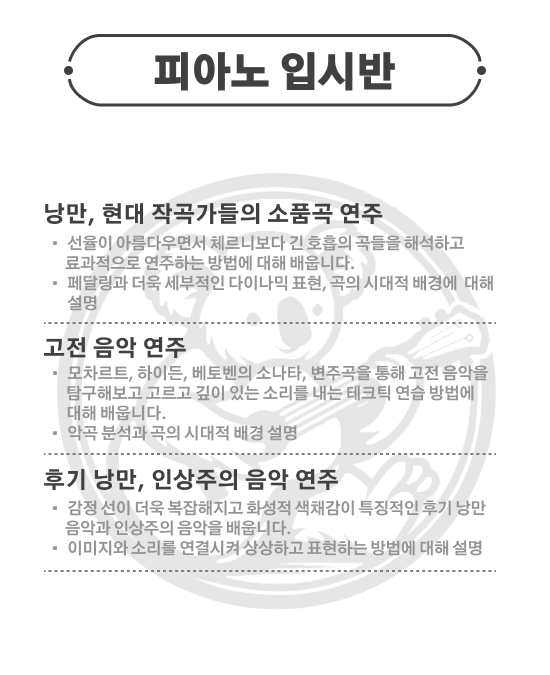 피아노 입시반
낭만, 현대 작곡가들의 소품곡 연주
▪ 선율이 아름다우면서 체르니보다 긴 호흡의 곡들을 해석하고
료과적으로 연주하는 방법에 대해 배웁니다.
▪ 페달링과 더욱 세부적인 다이나믹 표현, 곡의 시대적 배경에 대해
설명
고전 음악 연주
▪ 모차르트, 하이든, 베토벤의 소나타, 변주곡을 통해 고전 음악을
탐구해보고 고르고 깊이 있는 소리를 내는 테크틱 연습 방법에
대해 배웁니다.
▪ 악곡 분석과 곡의 시대적 배경 설명
후기 낭만, 인상주의 음악 연주
▪ 감정 선이 더욱 복잡해지고 화성적 색채감이 특징적인 후기 낭만
음악과 인상주의 음악을 배웁니다.
▪ 이미지와 소리를 연결시켜 상상하고 표현하는 방법에 대해 설명